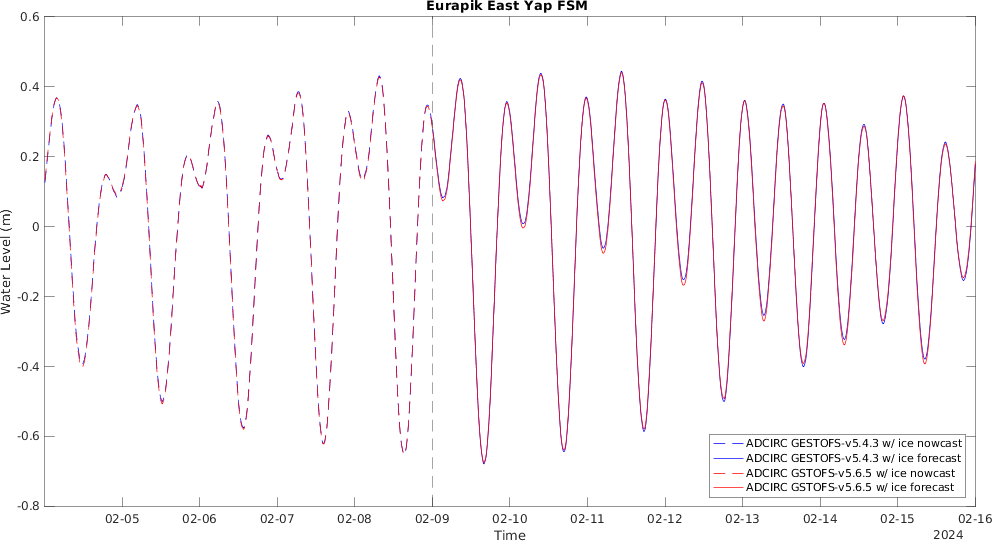 Eurapik East Yap FSM
0.6
0.4
0.2
0
-0.2
-0.4
-0.6
-0.8
Water Level (m)
ADCIRC GESTOFS-v5.4.3 w/ ice nowcast
ADCIRC GESTOFS-v5.4.3 w/ ice forecast
ADCIRC GSTOFS-v5.6.5 w/ ice nowcast
ADCIRC GSTOFS-v5.6.5 w/ ice forecast
02-05 02-06 02-07 02-08 02-09 02-10 02-11 02-12 02-13 02-14 02-15 02-16
Time
2024